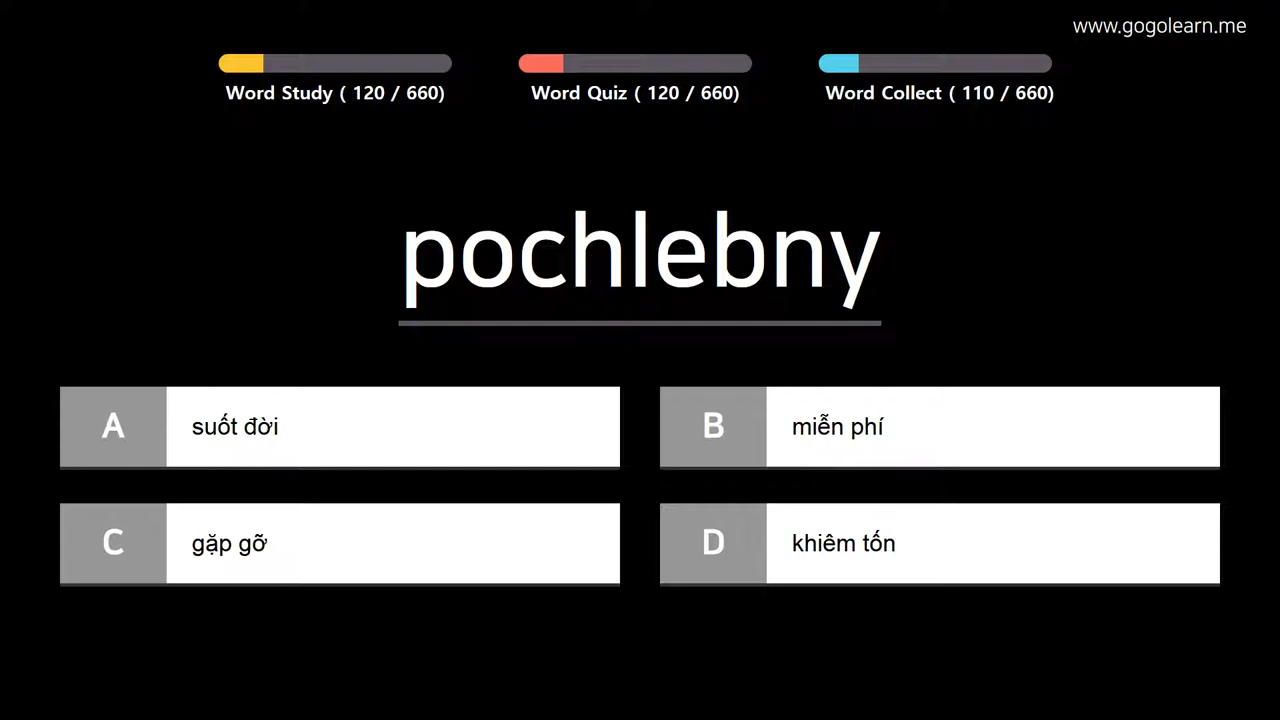 www.gogolearn.me
Word Study ( 120 / 660)
Word Quiz ( 120 / 660)
Word Collect ( 110 / 660)
pochlebny
A suốt đời
B miễn phí
C gặp gỡ
D khiêm tốn